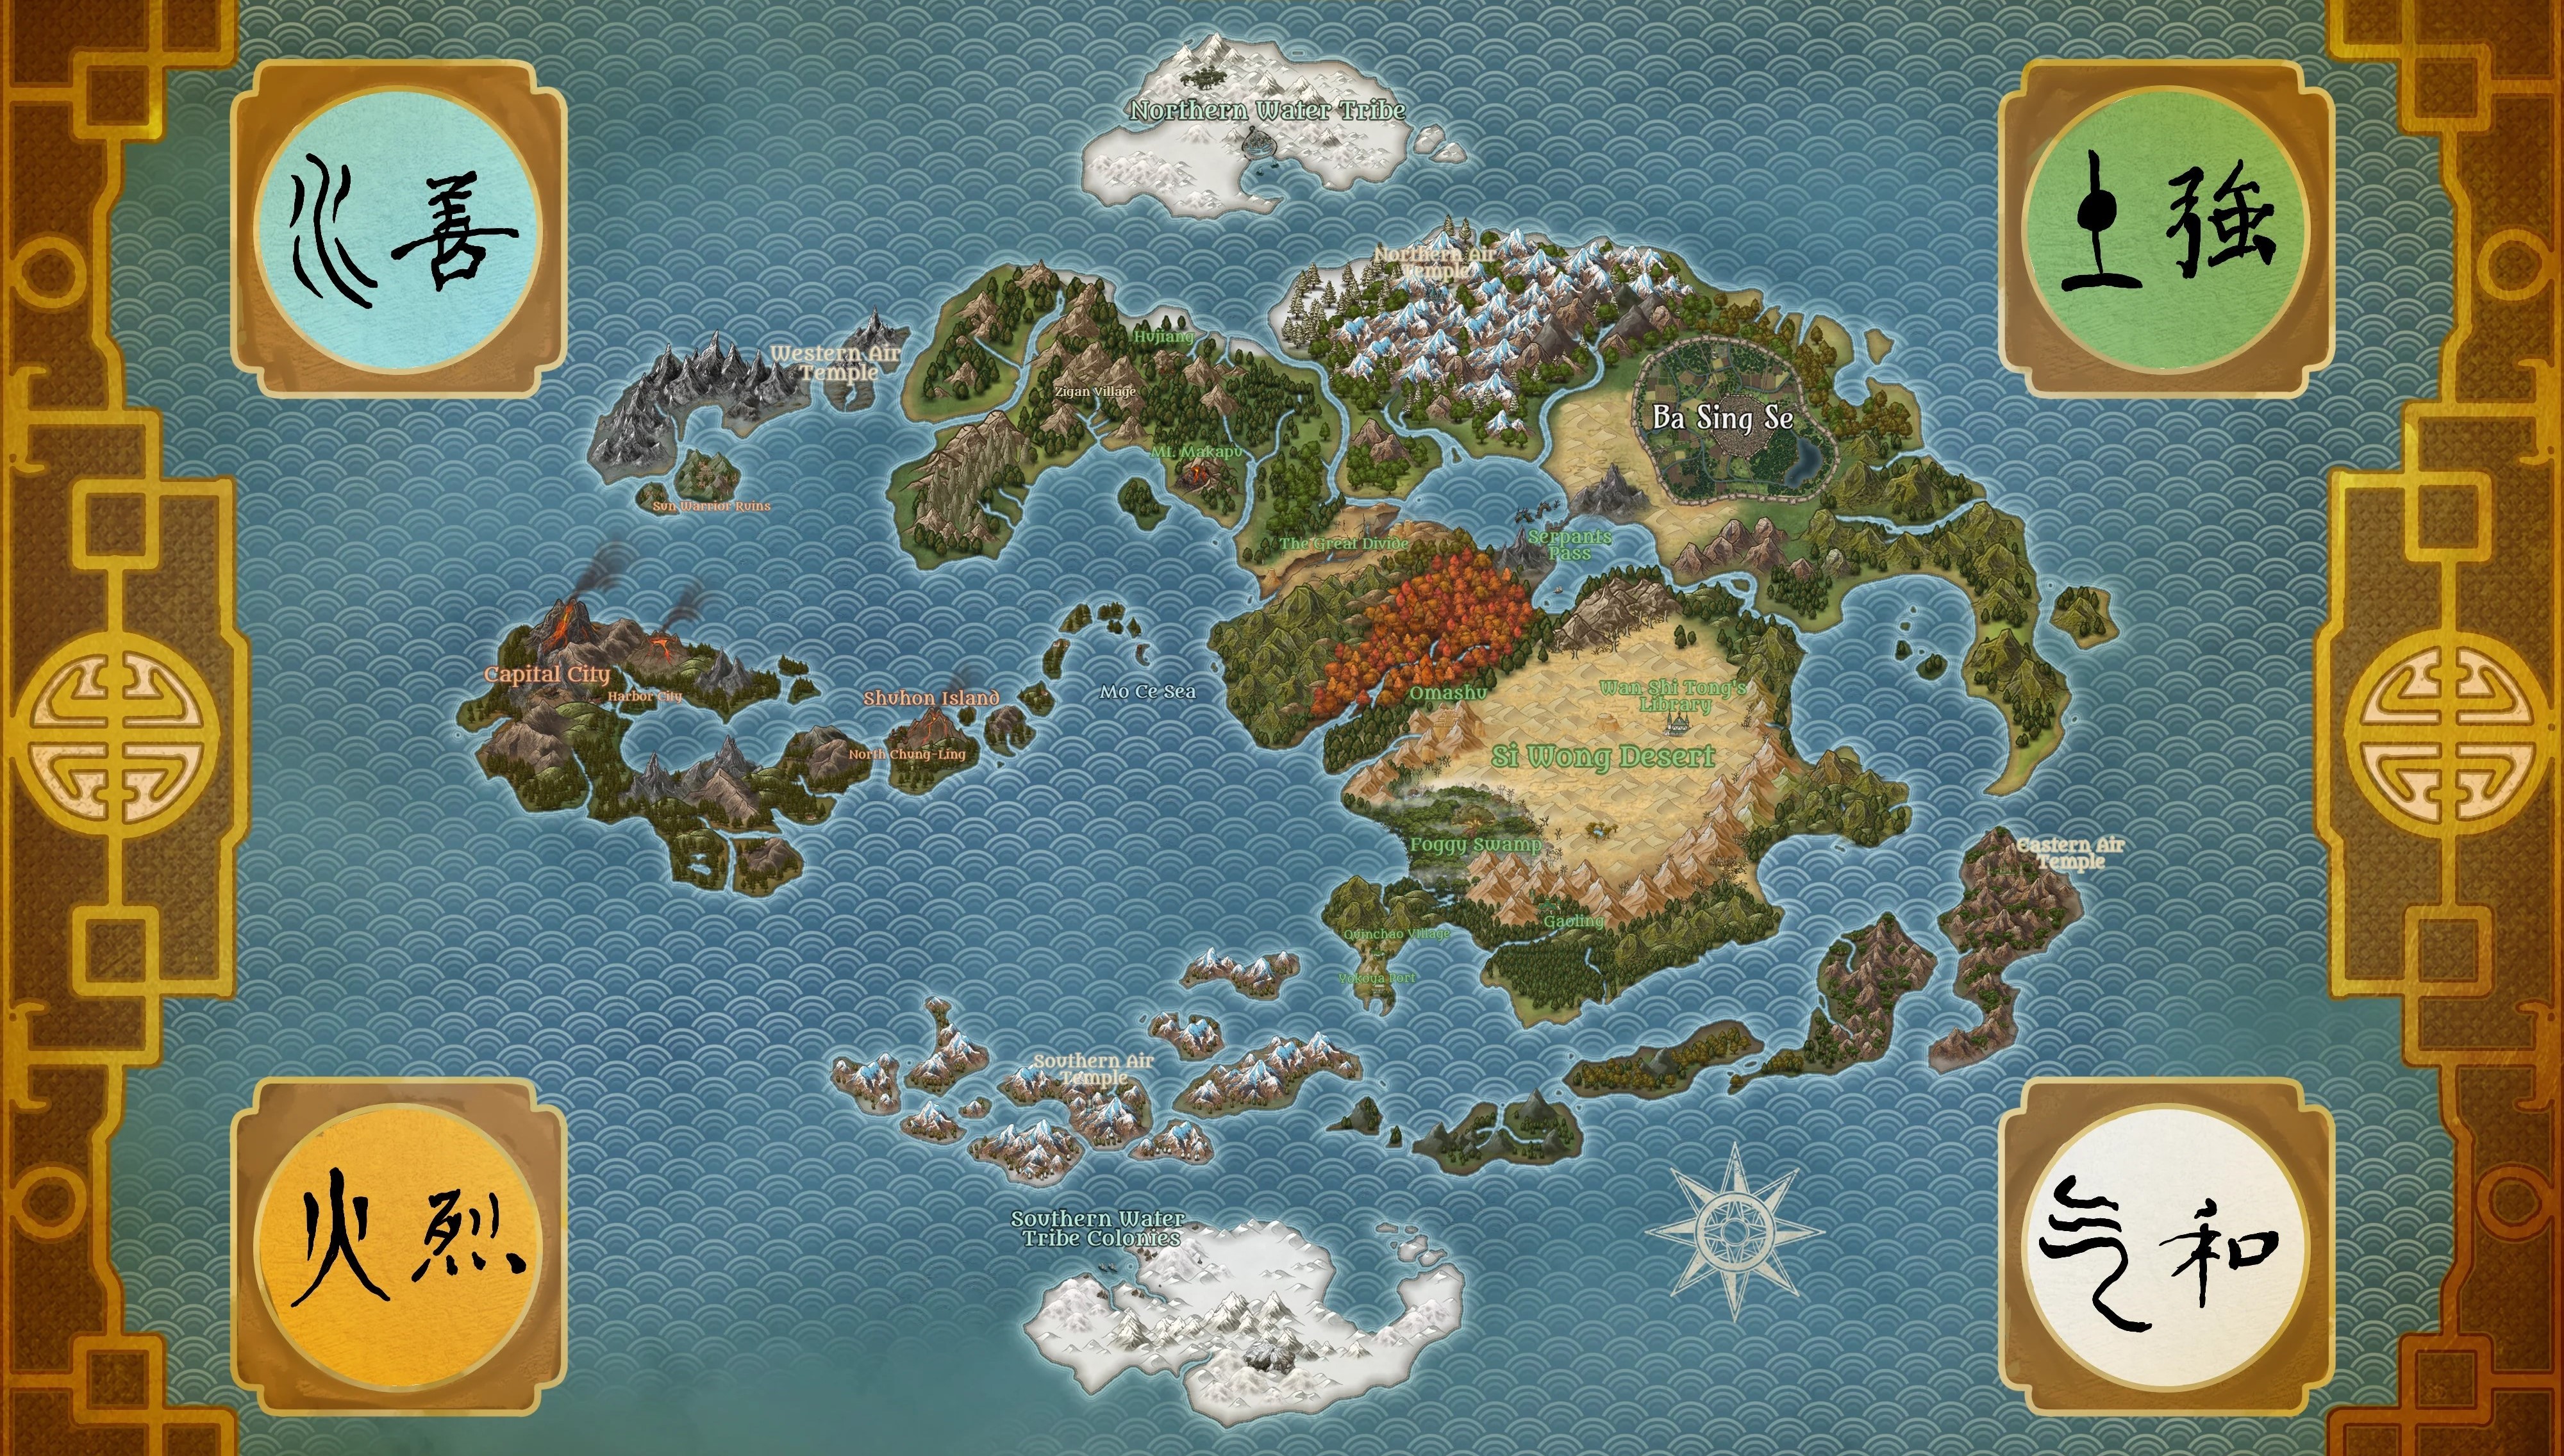 Northern Water Tribe
水善
土強
Northern Air
Temple
Hujiang
Western Air
Temple
Zigan Village
Ba Sing Se
Mt. Makapu
Sun Warrior Ruins
The Great Divide
Serpants
Pass
Capital City
Harbor City
Shuhon Island
Mo Ce Sea
Omashu
Wan Shi Tong's
Library
North Chung-Ling
Si Wong Desert
Foggy Swamp
Eastern Air
Temple
Gaoling
Quinchao Village
Yokoya Port
Southern Air
Temple
火烈
气和
Southern Water
Tribe Colonies